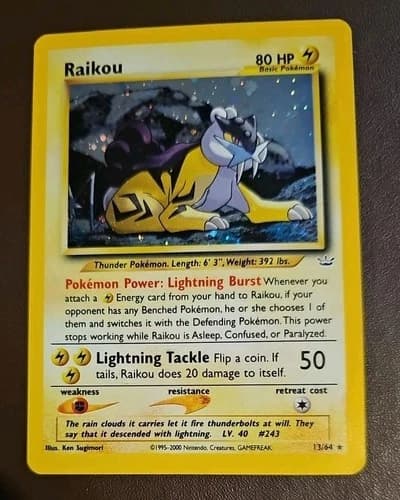 Raikou
80 HP
Basic Pokémon
Thunder Pokémon. Length: 6' 3", Weight: 392 lbs.
Pokémon Power: Lightning Burst Whenever you
attach a Energy card from your hand to Raikou, if your
opponent has any Benched Pokémon, he or she chooses 1 of
them and switches it with the Defending Pokémon. This power
stops working while Raikou is Asleep, Confused, or Paralyzed.
Lightning Tackle Flip a coin. If
tails, Raikou does 20 damage to itself.
50
weakness
resistance
retreat cost
The rain clouds it carries let it fire thunderbolts at will. They
say that it descended with lightning. LV. 40 #243
Illus. Ken Sugimori
©1995-2000 Nintendo, Creatures, GAMEFREAK.
13/64 ★